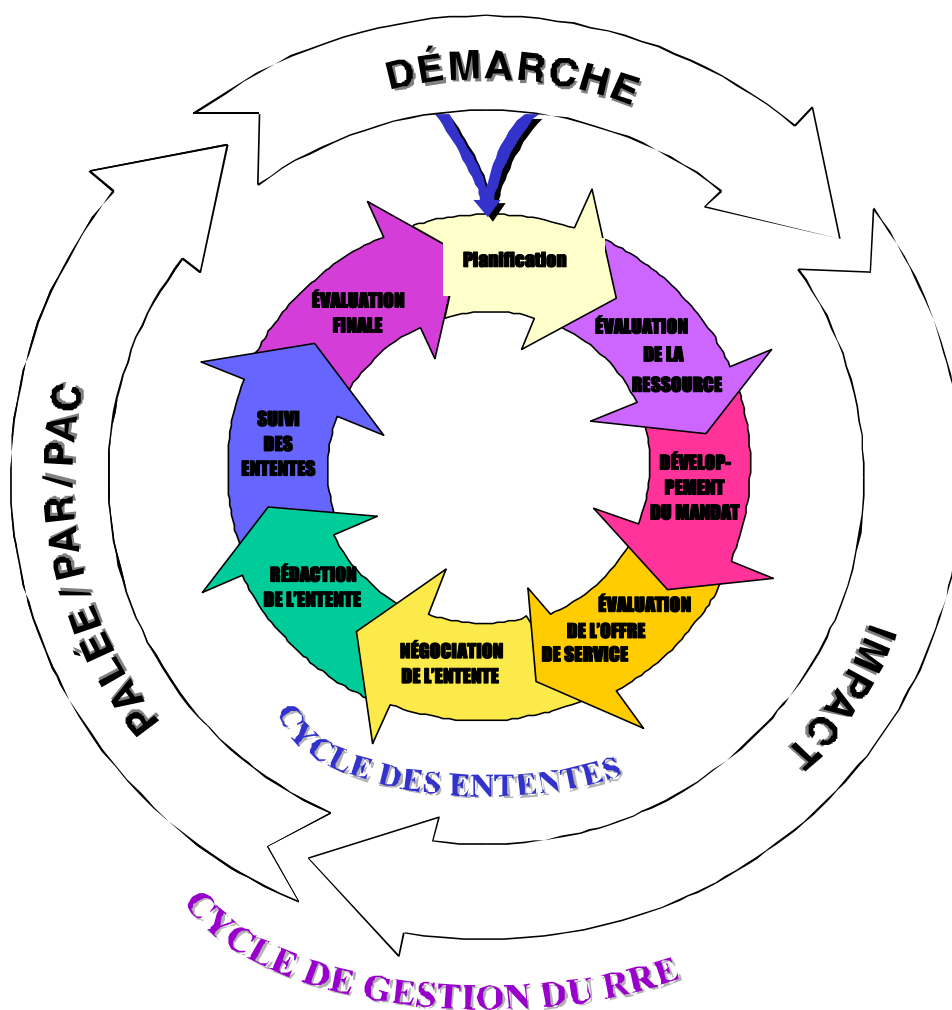 DÉMARCHE
Planification
ÉVALUATION
DE LA
RESSOURCE
DÉVELOP-
PEMENT
DU MANDAT
ÉVALUATION
DE L'OFFRE
DE SERVICE
NÉGOCIATION
DE L'ENTENTE
RÉDACTION
DE L'ENTENTE
SUIVI
DES
ENTENTES
ÉVALUATION
FINALE
IMPACT
PALÉE/PAR/PAC
CYCLE DES ENTENTES
CYCLE DE GESTION DU RRE